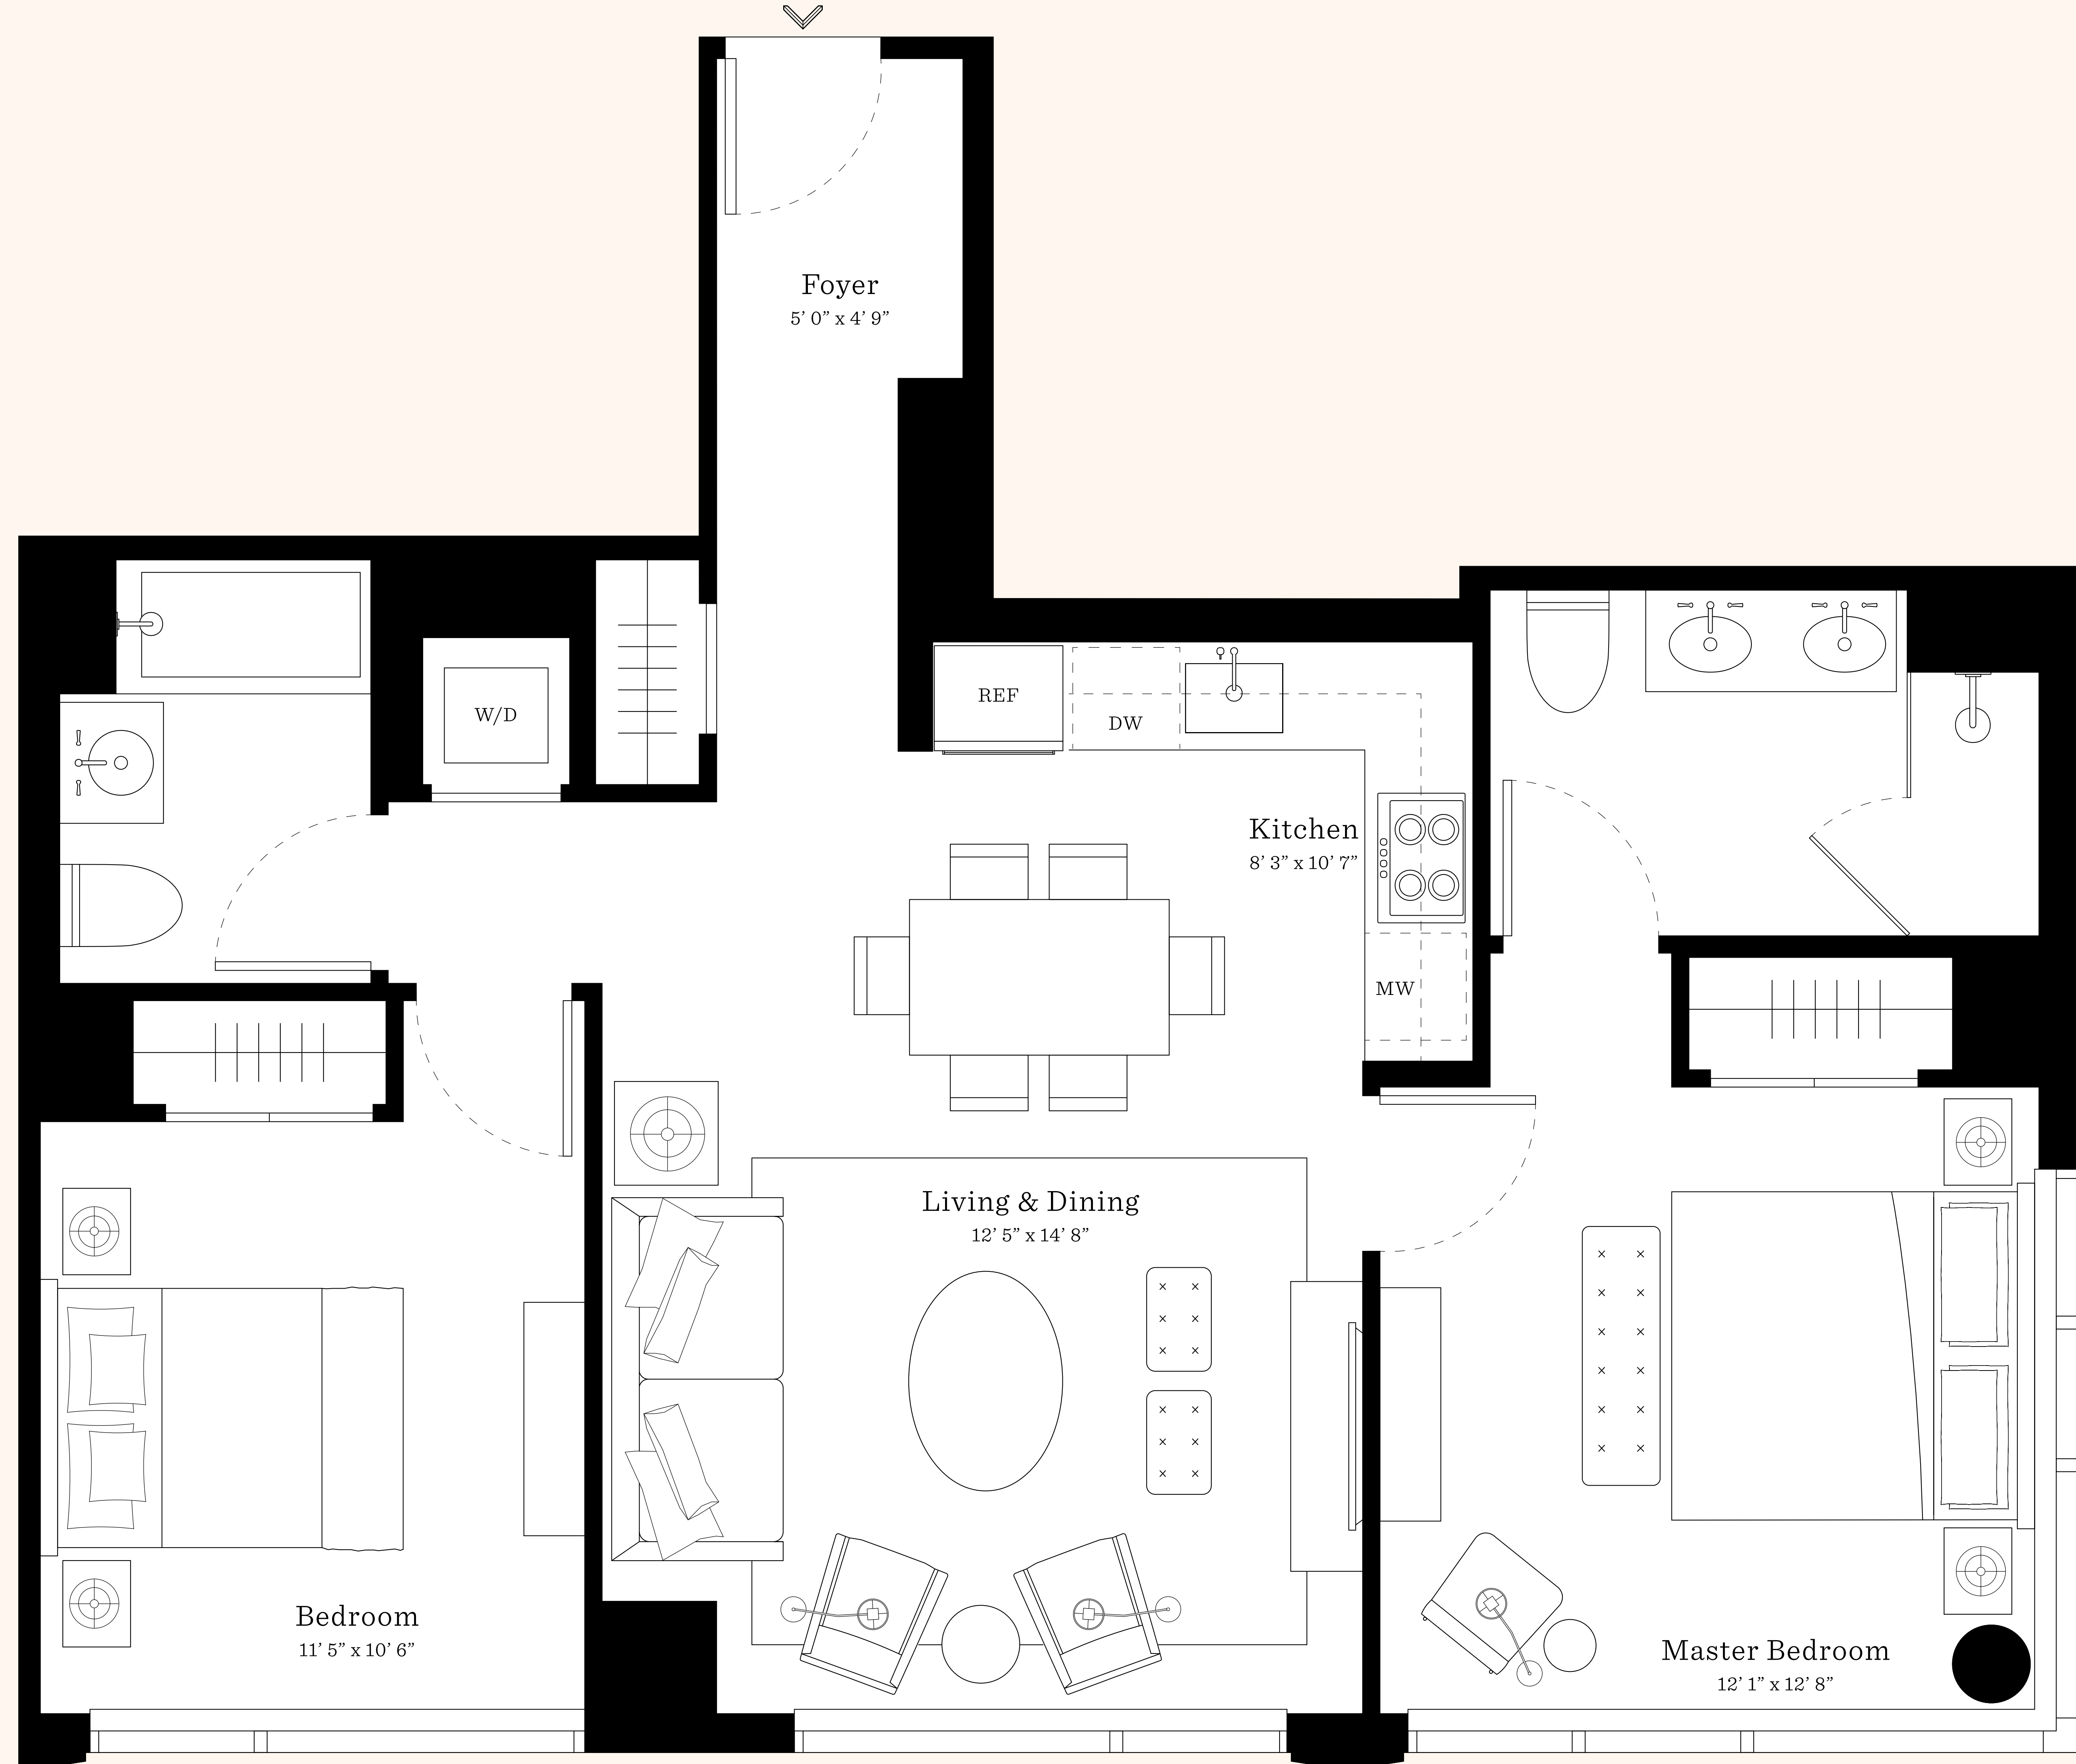 Foyer
5’ 0” x 4’ 9”
REF
W/D
DW
Kitchen
8’ 3” x 10’ 7”
MW
Living & Dining
12’ 5” x 14’ 8”
Bedroom
11’ 5” x 10’ 6”
Master Bedroom
12’ 1” x 12’ 8”